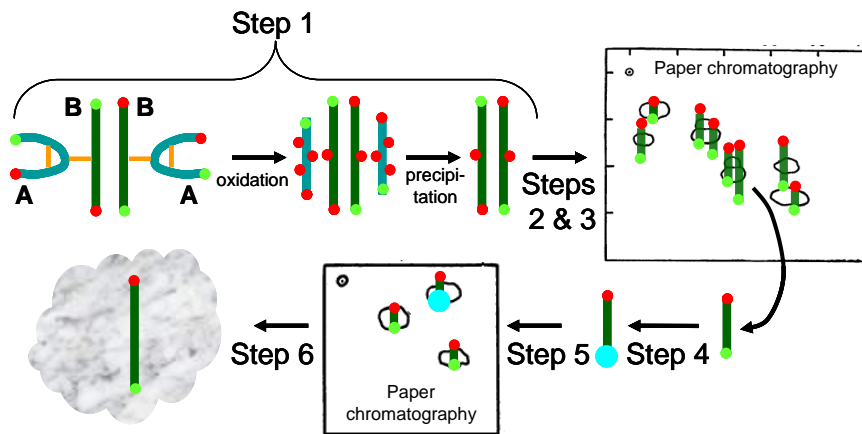 Step 1
B B
A A
oxidation
precipi-
tation
Steps
2 & 3
Paper chromatography
Step 6
Paper
chromatography
Step 5
Step 4